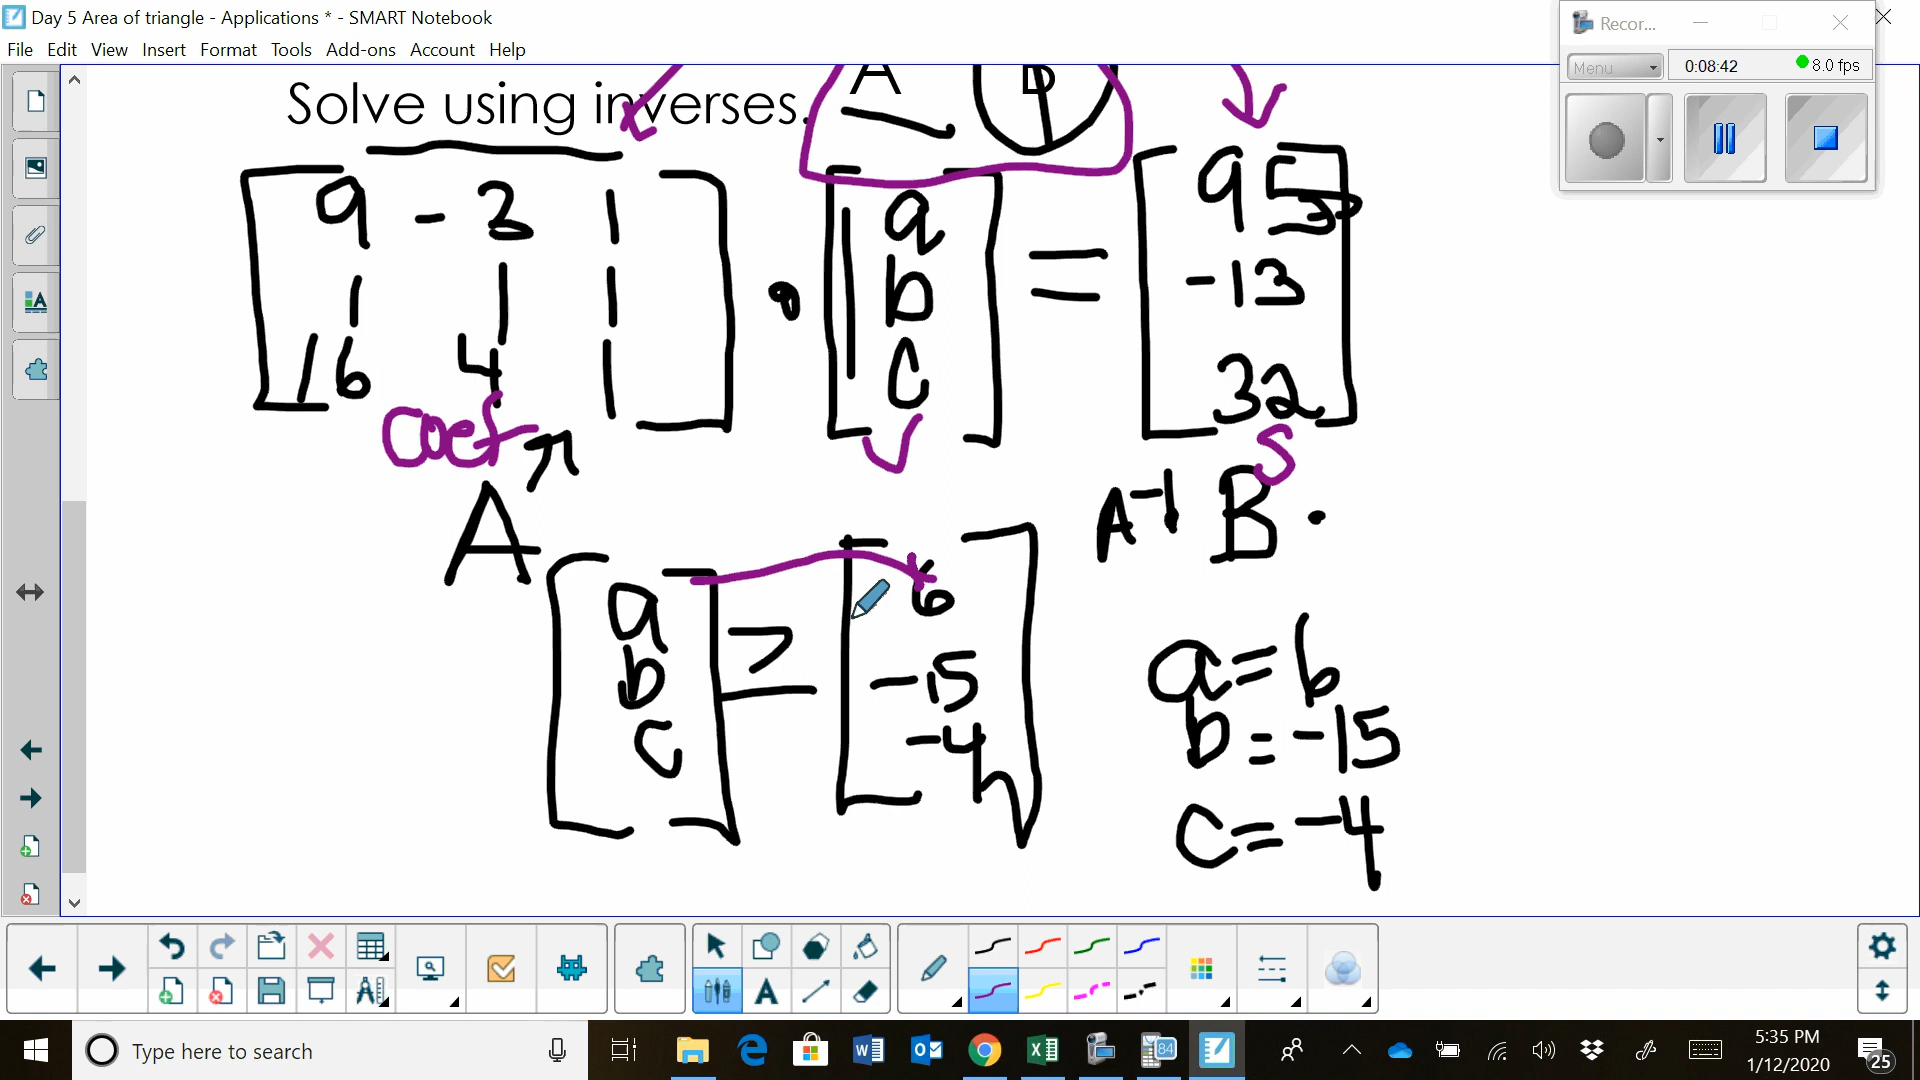 Day 5 Area of triangle - Applications * - SMART Notebook
File Edit View Insert Format Tools Add-ons Account Help
Recor...
Menu 0:08:42 8.0 fps
A B
Solve using inverses.
9 -3 1 a 95
1 1 1 · b = -13
16 4 1 c 32
coef V S
A A⁻¹ B ·
a 6
b = -15
c -4
a = 6
b = -15
c = -4
Type here to search
84
5:35 PM
1/12/2020
25